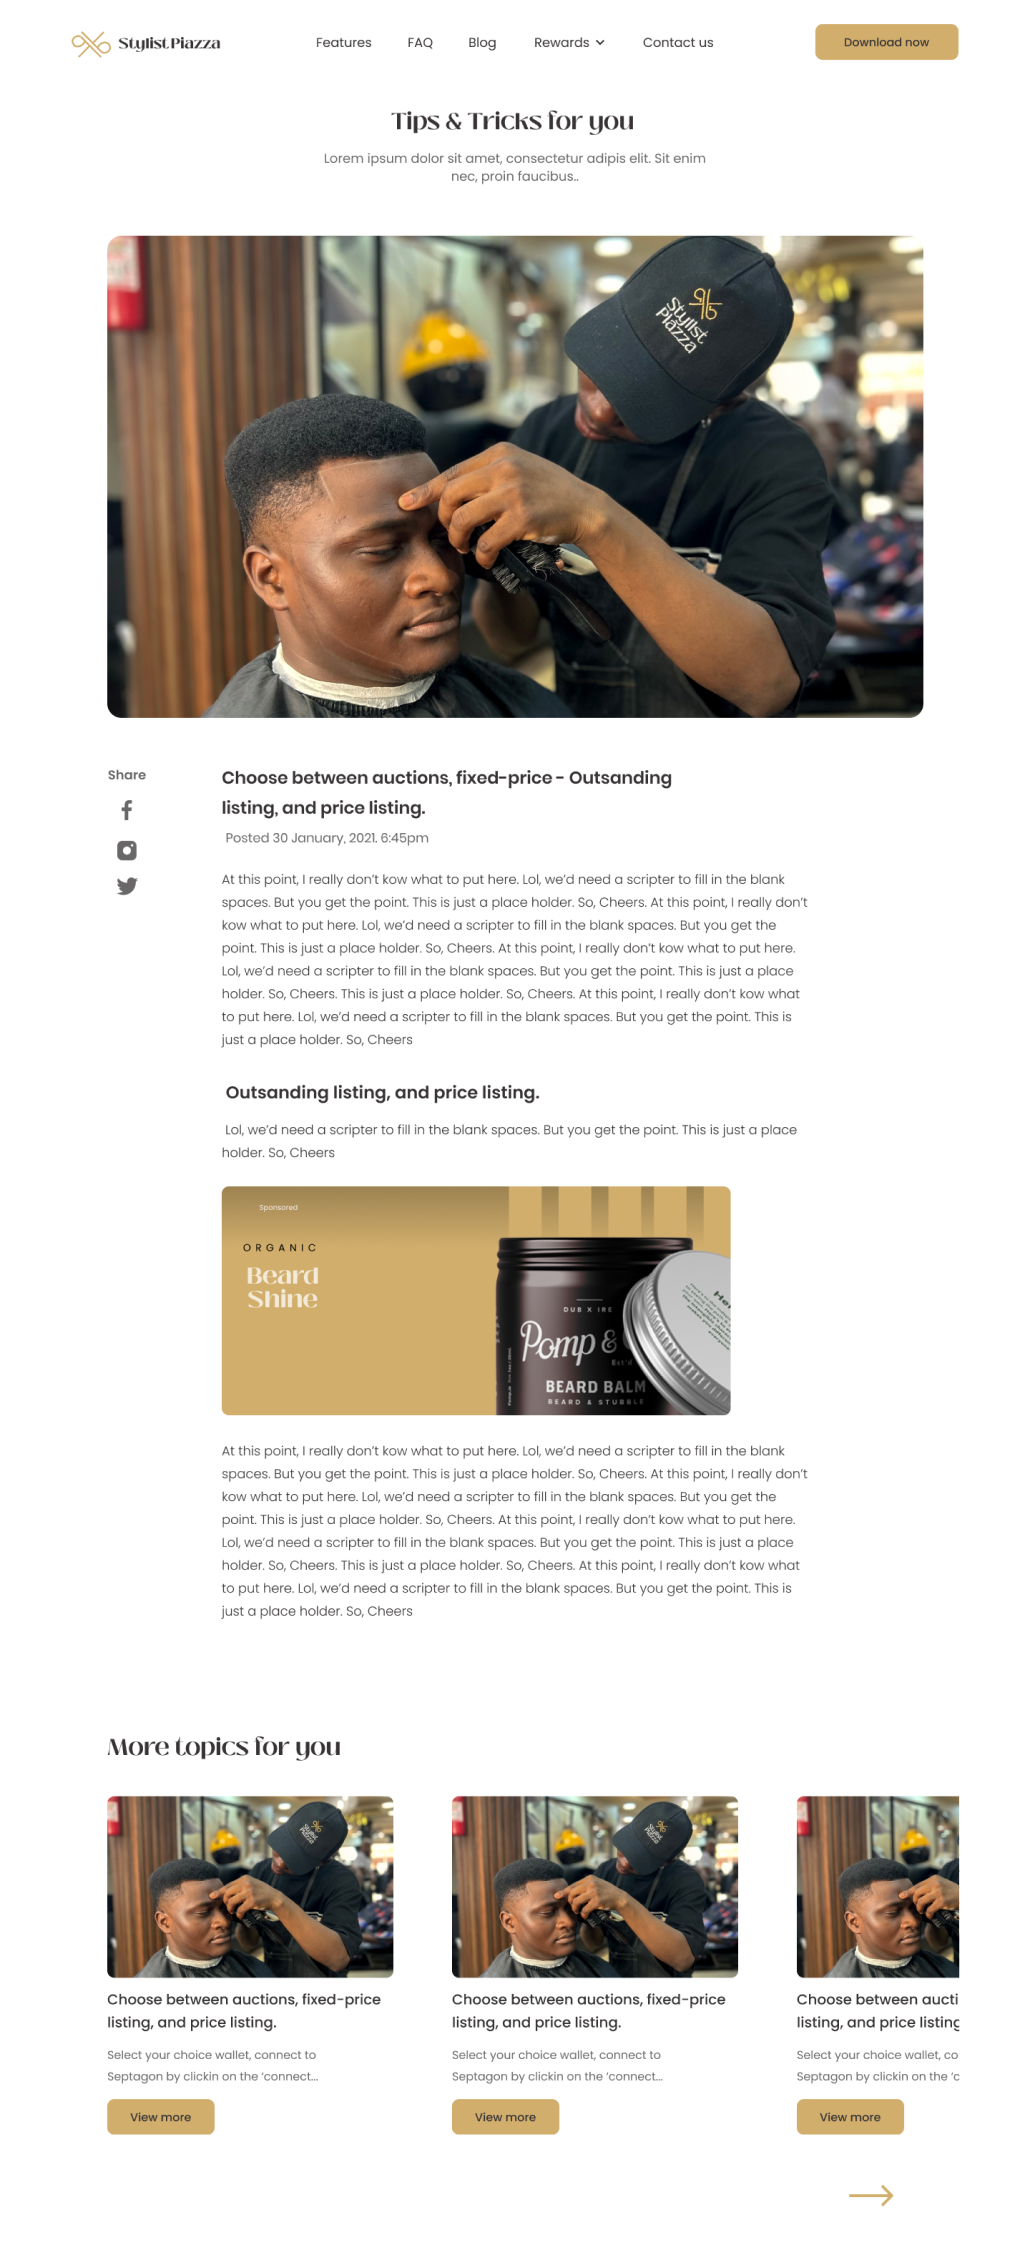 Stylist Piazza
Features
FAQ
Blog
Rewards
Contact us
Download now
Tips & Tricks for you
Lorem ipsum dolor sit amet, consectetur adipis elit. Sit enim
nec, proin faucibus..
Stylist
Piazza
Share
Choose between auctions, fixed-price - Outsanding
listing, and price listing.
Posted 30 January, 2021. 6:45pm
At this point, I really don’t kow what to put here. Lol, we’d need a scripter to fill in the blank
spaces. But you get the point. This is just a place holder. So, Cheers. At this point, I really don’t
kow what to put here. Lol, we’d need a scripter to fill in the blank spaces. But you get the
point. This is just a place holder. So, Cheers. At this point, I really don’t kow what to put here.
Lol, we’d need a scripter to fill in the blank spaces. But you get the point. This is just a place
holder. So, Cheers. This is just a place holder. So, Cheers. At this point, I really don’t kow what
to put here. Lol, we’d need a scripter to fill in the blank spaces. But you get the point. This is
just a place holder. So, Cheers
Outsanding listing, and price listing.
Lol, we’d need a scripter to fill in the blank spaces. But you get the point. This is just a place
holder. So, Cheers
Sponsored
ORGANIC
Beard
Shine
DUB X IRE
Pomp &
Est'd
BEARD BALM
BEARD & STUBBLE
At this point, I really don’t kow what to put here. Lol, we’d need a scripter to fill in the blank
spaces. But you get the point. This is just a place holder. So, Cheers. At this point, I really don’t
kow what to put here. Lol, we’d need a scripter to fill in the blank spaces. But you get the
point. This is just a place holder. So, Cheers. At this point, I really don’t kow what to put here.
Lol, we’d need a scripter to fill in the blank spaces. But you get the point. This is just a place
holder. So, Cheers. This is just a place holder. So, Cheers. At this point, I really don’t kow what
to put here. Lol, we’d need a scripter to fill in the blank spaces. But you get the point. This is
just a place holder. So, Cheers
More topics for you
Stylist
Piazza
Choose between auctions, fixed-price
listing, and price listing.
Select your choice wallet, connect to
Septagon by clickin on the ‘connect...
View more
Stylist
Piazza
Choose between auctions, fixed-price
listing, and price listing.
Select your choice wallet, connect to
Septagon by clickin on the ‘connect...
View more
Choose between aucti
listing, and price listing
Select your choice wallet, co
Septagon by clickin on the ‘c
View more